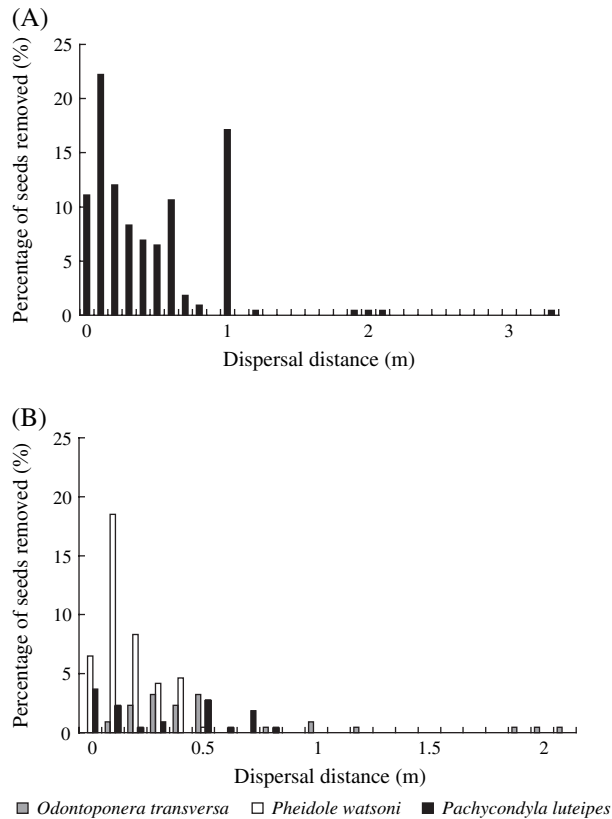 (A)
Percentage of seeds removed (%)
25
20
15
10
5
0
0 1 2 3
Dispersal distance (m)
(B)
Percentage of seeds removed (%)
25
20
15
10
5
0
0 0.5 1 1.5 2
Dispersal distance (m)
Odontoponera transversa Pheidole watsoni Pachycondyla luteipes